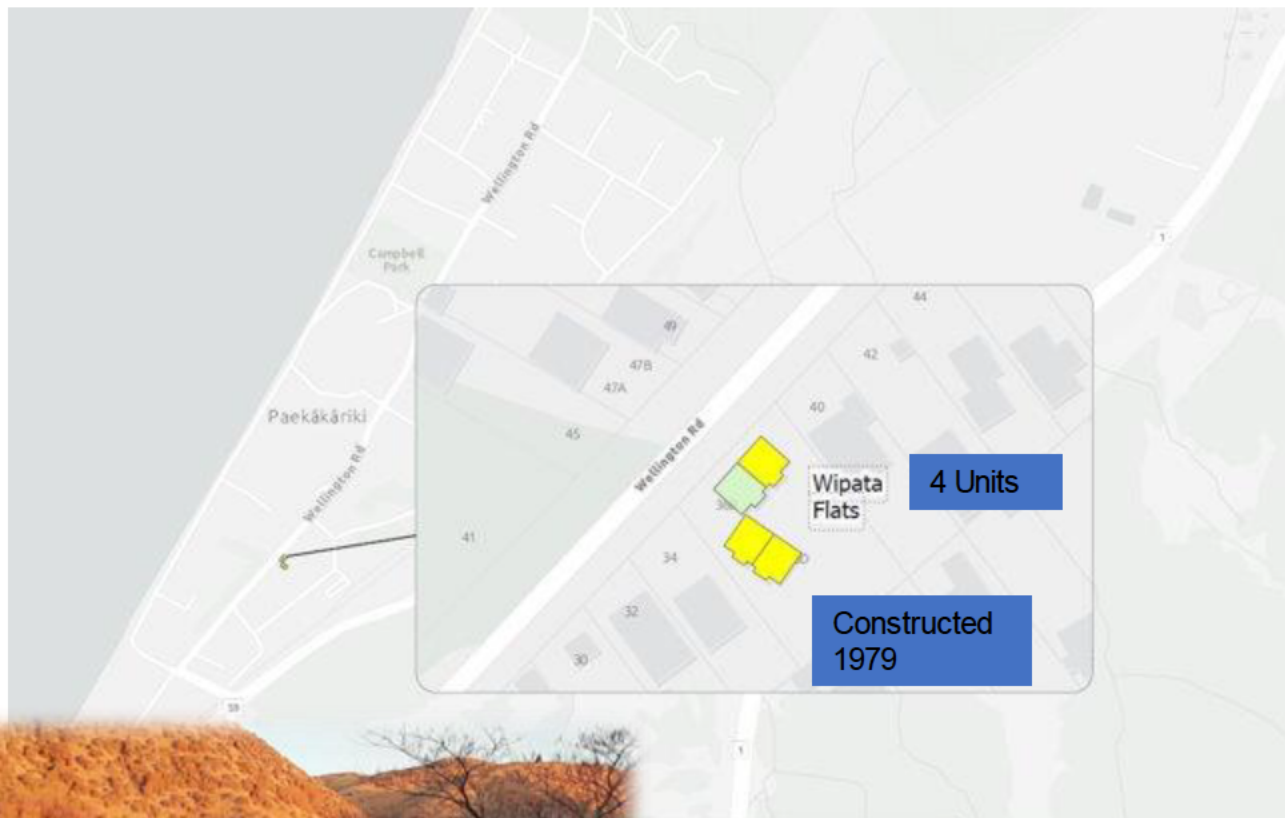 Wellington Rd
Campbell
Park
1
44
49
42
47B
47A
40
Paekākāriki
45
Wellington Rd
Wellington Rd
Wipata
Flats
4 Units
41
34
32
Constructed
1979
30
59
1